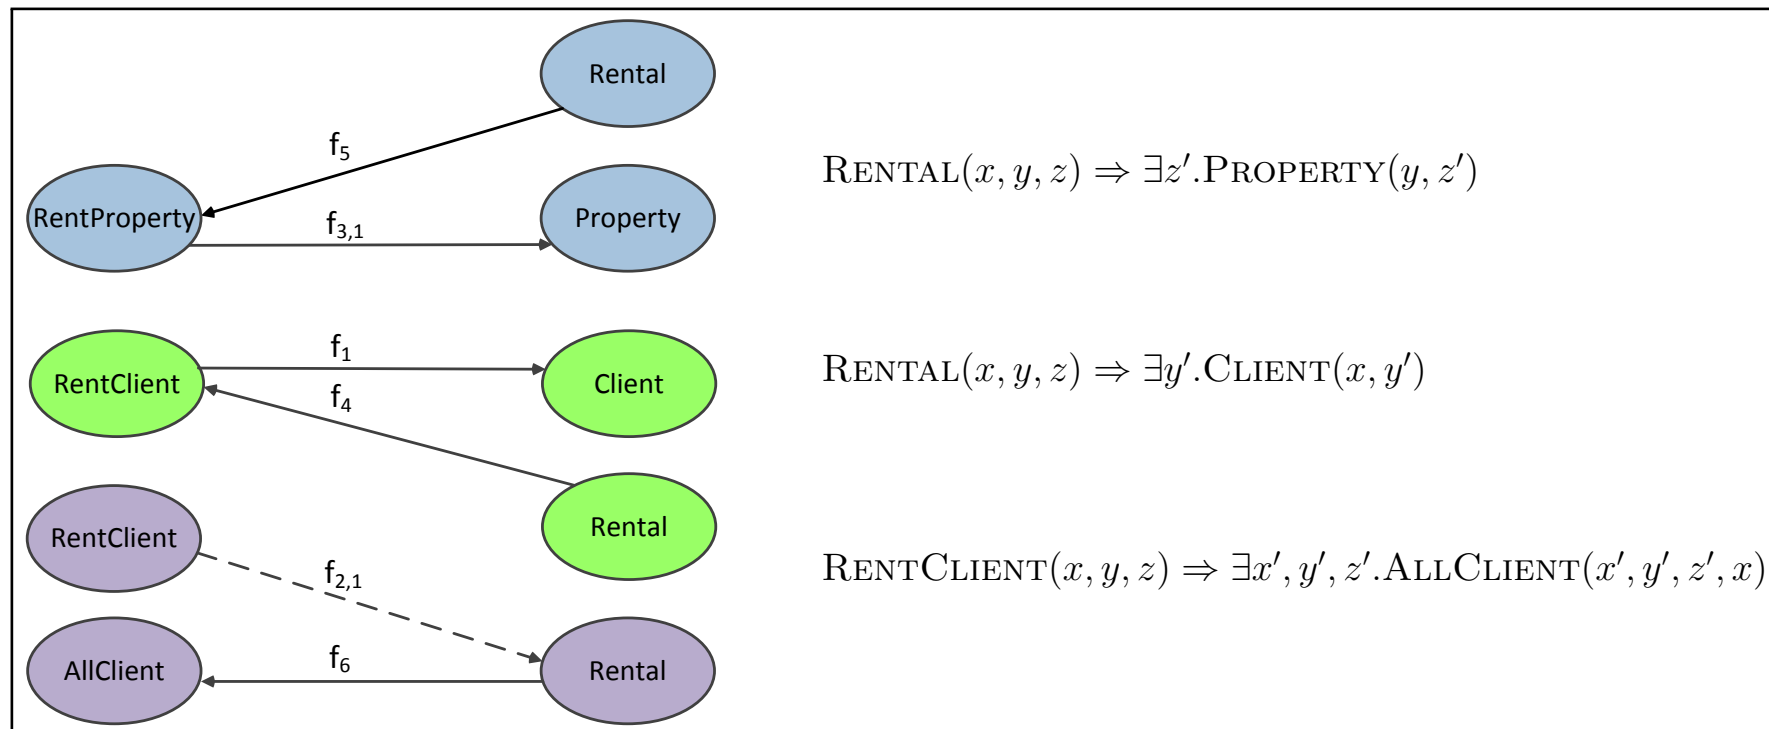 Rental
f5
RENTAL(x, y, z) ⇒ ∃z′.PROPERTY(y, z′)
RentProperty
Property
f3,1
f1
RentClient
Client
RENTAL(x, y, z) ⇒ ∃y′.CLIENT(x, y′)
f4
Rental
RentClient
f2,1
RENTCLIENT(x, y, z) ⇒ ∃x′, y′, z′.ALLCLIENT(x′, y′, z′, x)
AllClient
f6
Rental